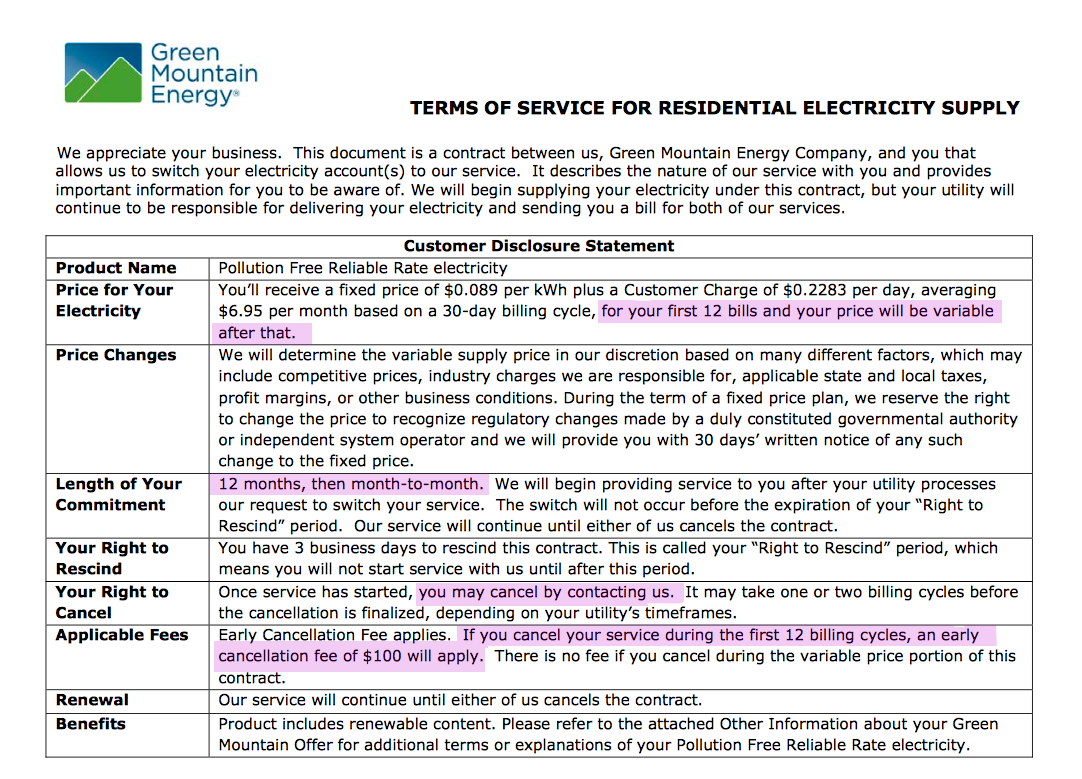 Green
Mountain
Energy®
TERMS OF SERVICE FOR RESIDENTIAL ELECTRICITY SUPPLY
We appreciate your business.  This document is a contract between us, Green Mountain Energy Company, and you that
allows us to switch your electricity account(s) to our service.  It describes the nature of our service with you and provides
important information for you to be aware of. We will begin supplying your electricity under this contract, but your utility will
continue to be responsible for delivering your electricity and sending you a bill for both of our services.
Customer Disclosure Statement
Product Name
Pollution Free Reliable Rate electricity
Price for Your
Electricity
You’ll receive a fixed price of $0.089 per kWh plus a Customer Charge of $0.2283 per day, averaging
$6.95 per month based on a 30-day billing cycle, for your first 12 bills and your price will be variable
after that.
Price Changes
We will determine the variable supply price in our discretion based on many different factors, which may
include competitive prices, industry charges we are responsible for, applicable state and local taxes,
profit margins, or other business conditions. During the term of a fixed price plan, we reserve the right
to change the price to recognize regulatory changes made by a duly constituted governmental authority
or independent system operator and we will provide you with 30 days’ written notice of any such
change to the fixed price.
Length of Your
Commitment
12 months, then month-to-month.  We will begin providing service to you after your utility processes
our request to switch your service.  The switch will not occur before the expiration of your “Right to
Rescind” period.  Our service will continue until either of us cancels the contract.
Your Right to
Rescind
You have 3 business days to rescind this contract. This is called your “Right to Rescind” period, which
means you will not start service with us until after this period.
Your Right to
Cancel
Once service has started, you may cancel by contacting us.  It may take one or two billing cycles before
the cancellation is finalized, depending on your utility’s timeframes.
Applicable Fees
Early Cancellation Fee applies.  If you cancel your service during the first 12 billing cycles, an early
cancellation fee of $100 will apply.  There is no fee if you cancel during the variable price portion of this
contract.
Renewal
Our service will continue until either of us cancels the contract.
Benefits
Product includes renewable content. Please refer to the attached Other Information about your Green
Mountain Offer for additional terms or explanations of your Pollution Free Reliable Rate electricity.